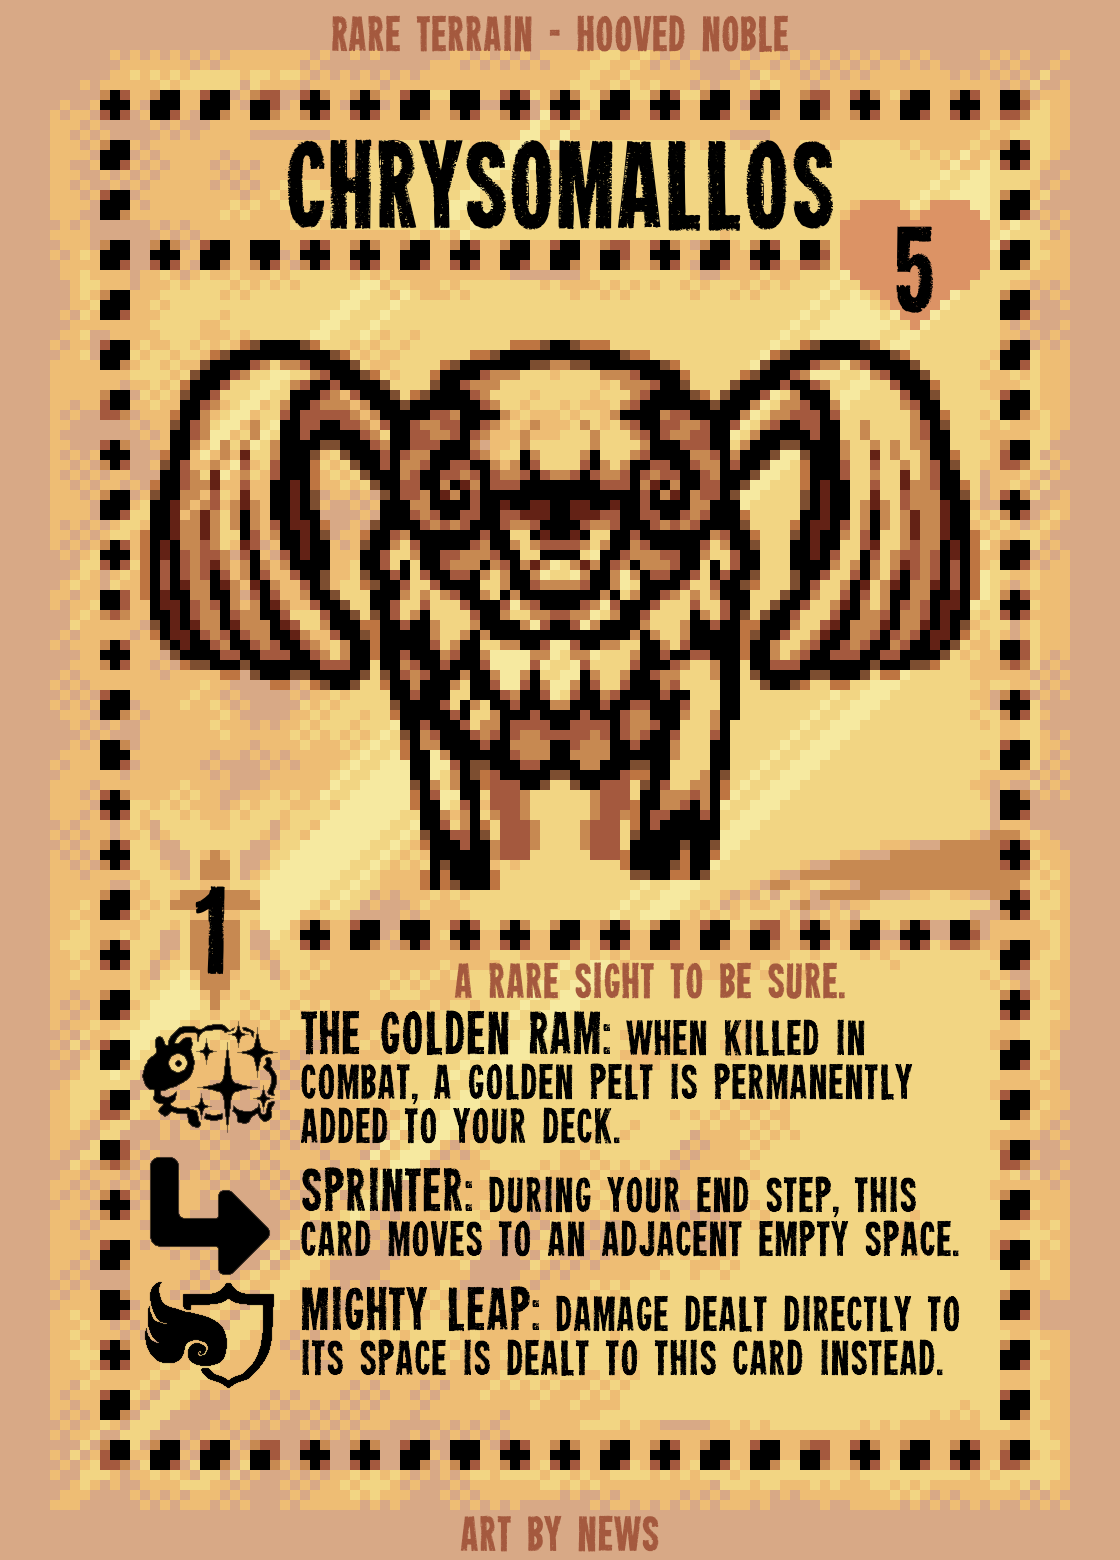 RARE TERRAIN - HOOVED NOBLE
CHRYSOMALLOS
5
1
A RARE SIGHT TO BE SURE.
THE GOLDEN RAM: WHEN KILLED IN
COMBAT, A GOLDEN PELT IS PERMANENTLY
ADDED TO YOUR DECK.
SPRINTER: DURING YOUR END STEP, THIS
CARD MOVES TO AN ADJACENT EMPTY SPACE.
MIGHTY LEAP: DAMAGE DEALT DIRECTLY TO
ITS SPACE IS DEALT TO THIS CARD INSTEAD.
ART BY NEWS